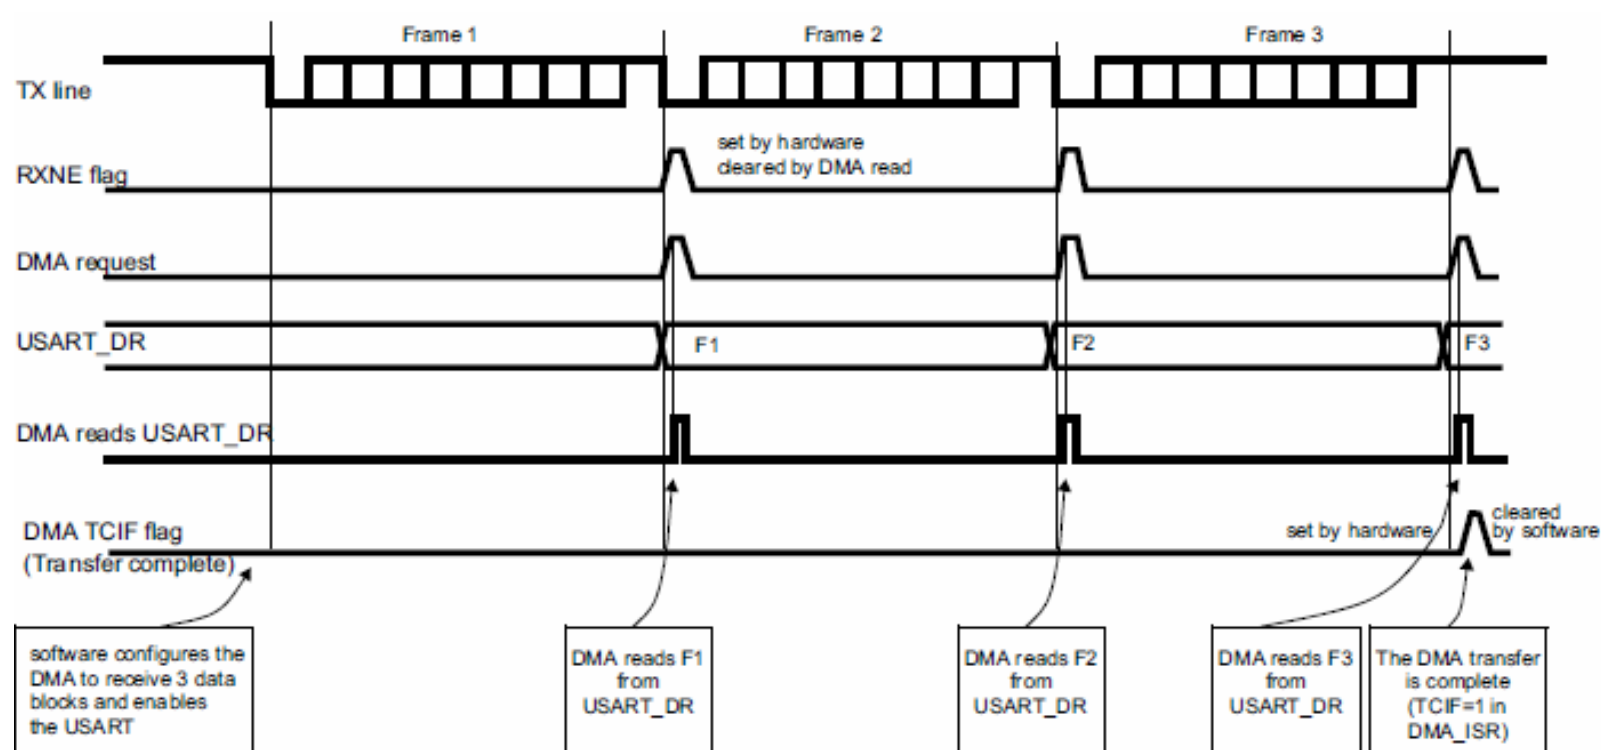 Frame 1
Frame 2
Frame 3
TX line
set by hardware
cleared by DMA read
RXNE flag
DMA request
USART_DR
F1
F2
F3
DMA reads USART_DR
DMA TCIF flag
(Transfer complete)
set by hardware
cleared
by software
software configures the
DMA to receive 3 data
blocks and enables
the USART
DMA reads F1
from
USART_DR
DMA reads F2
from
USART_DR
DMA reads F3
from
USART_DR
The DMA transfer
is complete
(TCIF=1 in
DMA_ISR)